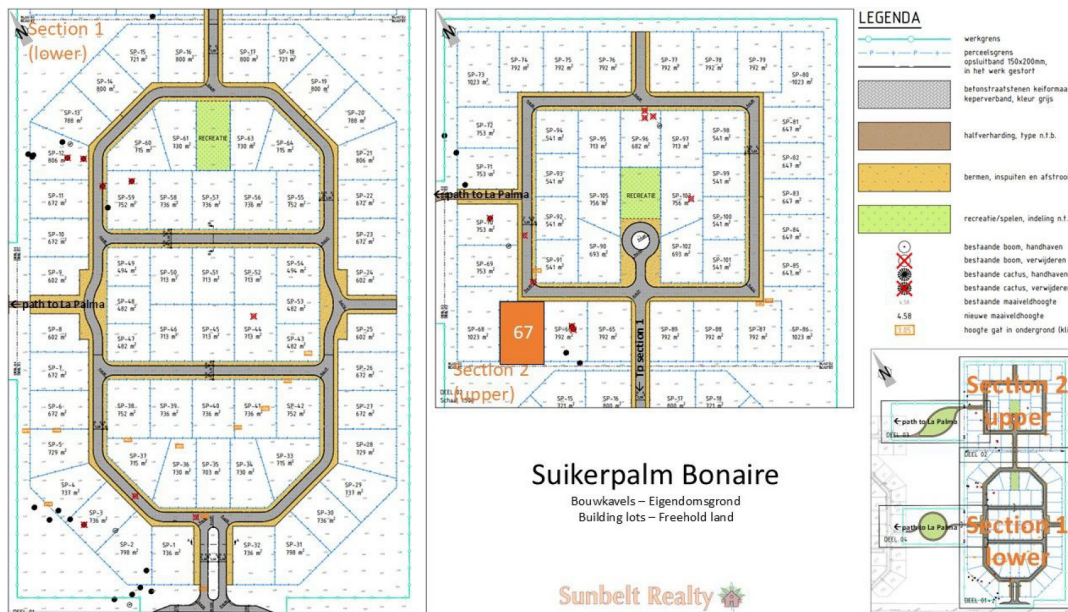 Section 1
(lower)
SP-15
721 m²
SP-16
800 m²
SP-17
800 m²
SP-18
721 m²
SP-14
800 m²
SP-19
800 m²
SP-13
788 m²
SP-20
788 m²
SP-60
715 m²
SP-61
730 m²
RECREATIE
SP-63
730 m²
SP-64
715 m²
SP-12
806 m²
SP-21
806 m²
SP-11
672 m²
SP-59
752 m²
SP-58
736 m²
SP-57
736 m²
SP-56
736 m²
SP-55
752 m²
SP-22
672 m²
SP-10
672 m²
SP-23
672 m²
SP-9
602 m²
SP-49
494 m²
SP-50
713 m²
SP-51
713 m²
SP-52
713 m²
SP-54
494 m²
SP-24
602 m²
SP-48
482 m²
SP-53
482 m²
path to La Palma
SP-8
602 m²
SP-47
482 m²
SP-46
713 m²
SP-45
713 m²
SP-44
713 m²
SP-43
482 m²
SP-25
602 m²
SP-7
672 m²
SP-26
672 m²
SP-6
672 m²
SP-38
752 m²
SP-39
736 m²
SP-40
736 m²
SP-41
736 m²
SP-42
752 m²
SP-27
672 m²
SP-5
729 m²
SP-28
729 m²
SP-37
715 m²
SP-36
730 m²
SP-35
703 m²
SP-34
730 m²
SP-33
715 m²
SP-4
737 m²
SP-29
737 m²
SP-3
736 m²
SP-30
736 m²
SP-2
798 m²
SP-1
736 m²
SP-32
736 m²
SP-31
798 m²
SP-73
1023 m²
SP-74
792 m²
SP-75
792 m²
SP-76
792 m²
SP-77
792 m²
SP-78
792 m²
SP-79
792 m²
SP-80
1023 m²
SP-72
753 m²
SP-94
541 m²
SP-95
713 m²
SP-96
682 m²
SP-97
713 m²
SP-98
541 m²
SP-81
647 m²
SP-71
753 m²
SP-93
541 m²
SP-99
541 m²
SP-82
647 m²
path to La Palma
SP-105
756 m²
RECREATIE
756 m²
SP-83
647 m²
753 m²
SP-92
541 m²
SP-100
541 m²
SP-84
647 m²
SP-69
753 m²
SP-91
541 m²
SP-90
693 m²
SP-102
693 m²
SP-101
541 m²
SP-85
647 m²
SP-68
1023 m²
67
792 m²
SP-65
792 m²
SP-89
792 m²
SP-88
792 m²
SP-87
792 m²
SP-86
1023 m²
Section 2
(upper)
To section 1
SP-15
721 m²
SP-16
800 m²
SP-17
800 m²
SP-18
721 m²
LEGENDA
werkgrens
perceelsgrens
opsluitband 150x200mm,
in het werk gestort
betonstraatstenen keiformaa
keperverband, kleur grijs
halfverharding, type n.t.b.
bermen, inspuiten en afstrooi
recreatie/spelen, indeling n.t.
bestaande boom, handhaven
bestaande boom, verwijderen
bestaande cactus, handhaven
bestaande cactus, verwijdere
bestaande maaiveldhoogte
4.58 nieuwe maaiveldhoogte
hoogte gat in ondergrond (kli
Section 2
upper
path to La Palma
DEEL 03
DEEL 02
Section 1
lower
path to La Palma
DEEL 04
DEEL 01
Suikerpalm Bonaire
Bouwkavels – Eigendomsgrond
Building lots – Freehold land
Sunbelt Realty